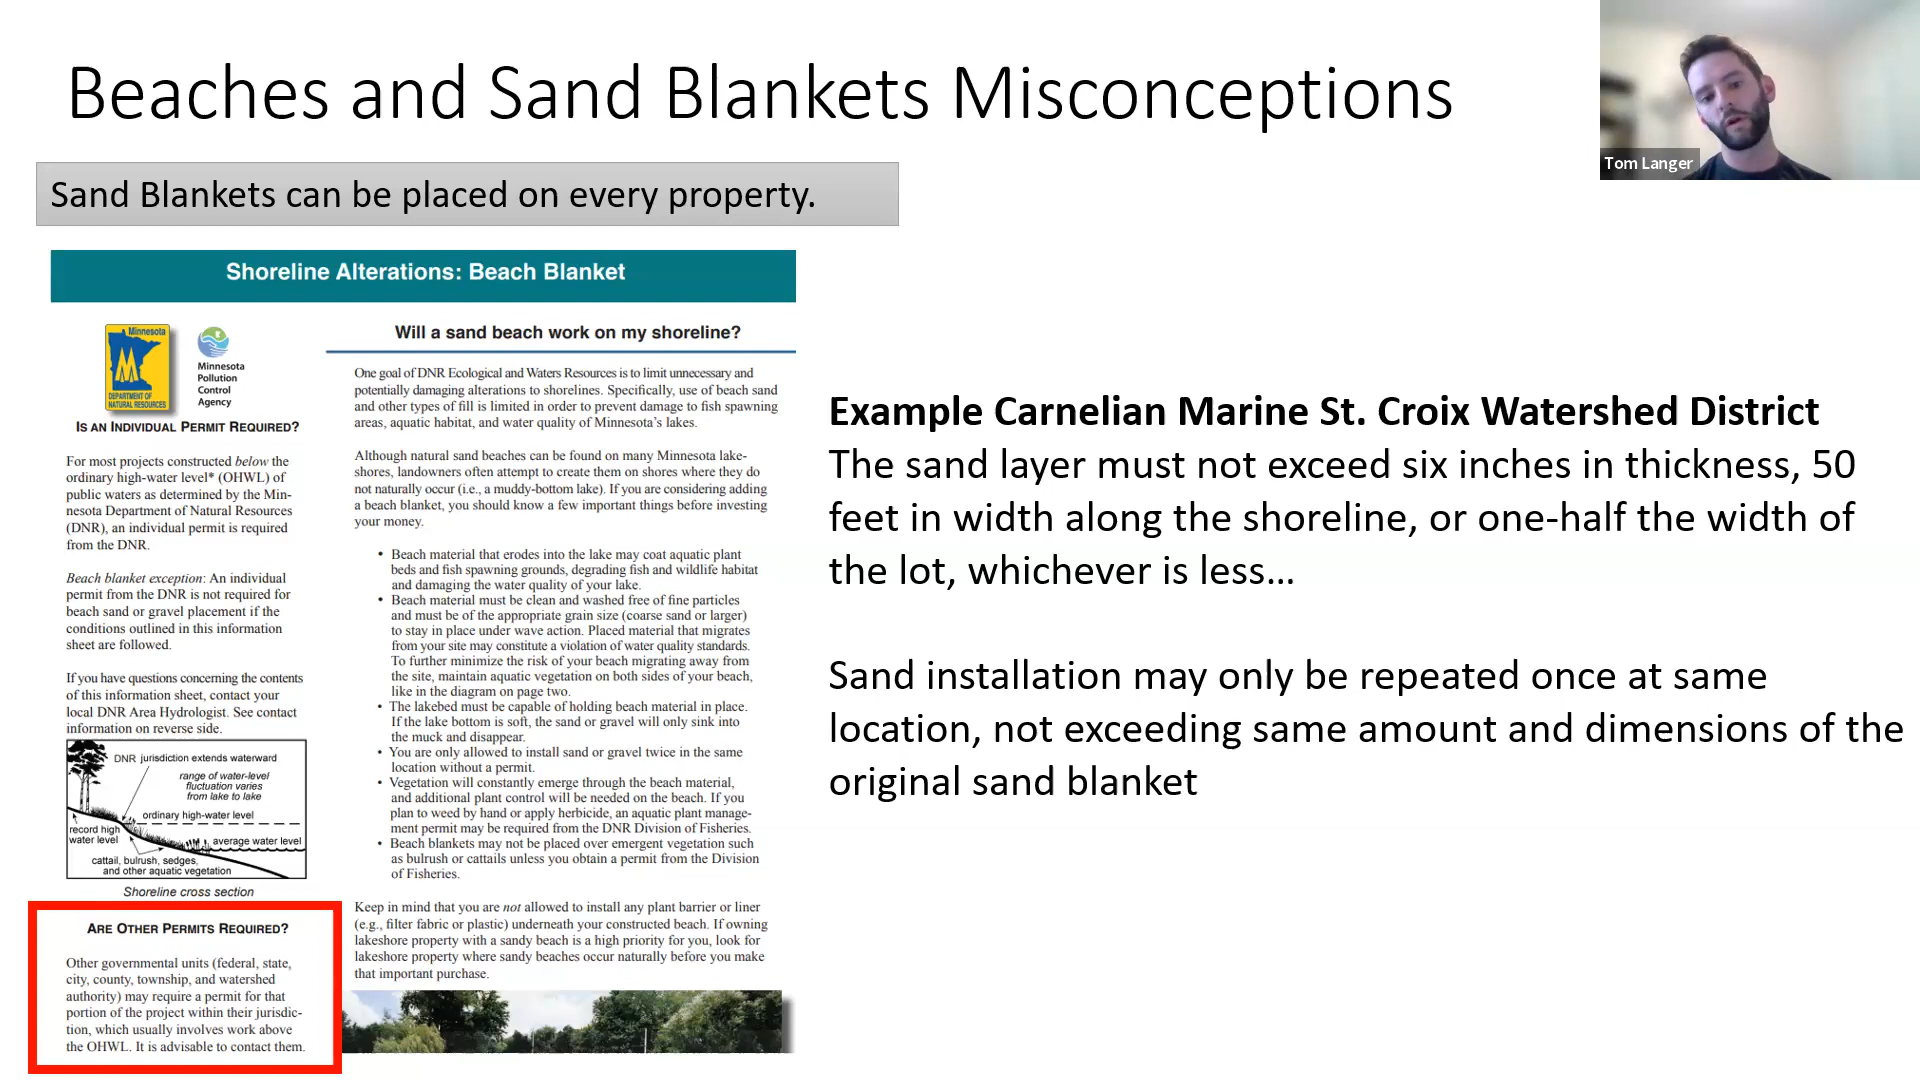 Beaches and Sand Blankets Misconceptions
Tom Langer
Sand Blankets can be placed on every property.
Shoreline Alterations: Beach Blanket
Minnesota
DEPARTMENT OF
NATURAL RESOURCES
Minnesota
Pollution
Control
Agency
IS AN INDIVIDUAL PERMIT REQUIRED?
For most projects constructed below the
ordinary high-water level* (OHWL) of
public waters as determined by the Min-
nesota Department of Natural Resources
(DNR), an individual permit is required
from the DNR.
Beach blanket exception: An individual
permit from the DNR is not required for
beach sand or gravel placement if the
conditions outlined in this information
sheet are followed.
If you have questions concerning the contents
of this information sheet, contact your
local DNR Area Hydrologist. See contact
information on reverse side.
DNR jurisdiction extends waterward
range of water-level
fluctuation varies
from lake to lake
ordinary high-water level
record high
water level
average water level
cattail, bulrush, sedges,
and other aquatic vegetation
Shoreline cross section
ARE OTHER PERMITS REQUIRED?
Other governmental units (federal, state,
city, county, township, and watershed
authority) may require a permit for that
portion of the project within their jurisdic-
tion, which usually involves work above
the OHWL. It is advisable to contact them.
Will a sand beach work on my shoreline?
One goal of DNR Ecological and Waters Resources is to limit unnecessary and
potentially damaging alterations to shorelines. Specifically, use of beach sand
and other types of fill is limited in order to prevent damage to fish spawning
areas, aquatic habitat, and water quality of Minnesota's lakes.
Although natural sand beaches can be found on many Minnesota lake-
shores, landowners often attempt to create them on shores where they do
not naturally occur (i.e., a muddy-bottom lake). If you are considering adding
a beach blanket, you should know a few important things before investing
your money.
• Beach material that erodes into the lake may coat aquatic plant
beds and fish spawning grounds, degrading fish and wildlife habitat
and damaging the water quality of your lake.
• Beach material must be clean and washed free of fine particles
and must be of the appropriate grain size (coarse sand or larger)
to stay in place under wave action. Placed material that migrates
from your site may constitute a violation of water quality standards.
To further minimize the risk of your beach migrating away from
the site, maintain aquatic vegetation on both sides of your beach,
like in the diagram on page two.
• The lakebed must be capable of holding beach material in place.
If the lake bottom is soft, the sand or gravel will only sink into
the muck and disappear.
• You are only allowed to install sand or gravel twice in the same
location without a permit.
• Vegetation will constantly emerge through the beach material,
and additional plant control will be needed on the beach. If you
plan to weed by hand or apply herbicide, an aquatic plant manage-
ment permit may be required from the DNR Division of Fisheries.
• Beach blankets may not be placed over emergent vegetation such
as bulrush or cattails unless you obtain a permit from the Division
of Fisheries.
Keep in mind that you are not allowed to install any plant barrier or liner
(e.g., filter fabric or plastic) underneath your constructed beach. If owning
lakeshore property with a sandy beach is a high priority for you, look for
lakeshore property where sandy beaches occur naturally before you make
that important purchase.
Example Carnelian Marine St. Croix Watershed District
The sand layer must not exceed six inches in thickness, 50
feet in width along the shoreline, or one-half the width of
the lot, whichever is less…
Sand installation may only be repeated once at same
location, not exceeding same amount and dimensions of the
original sand blanket